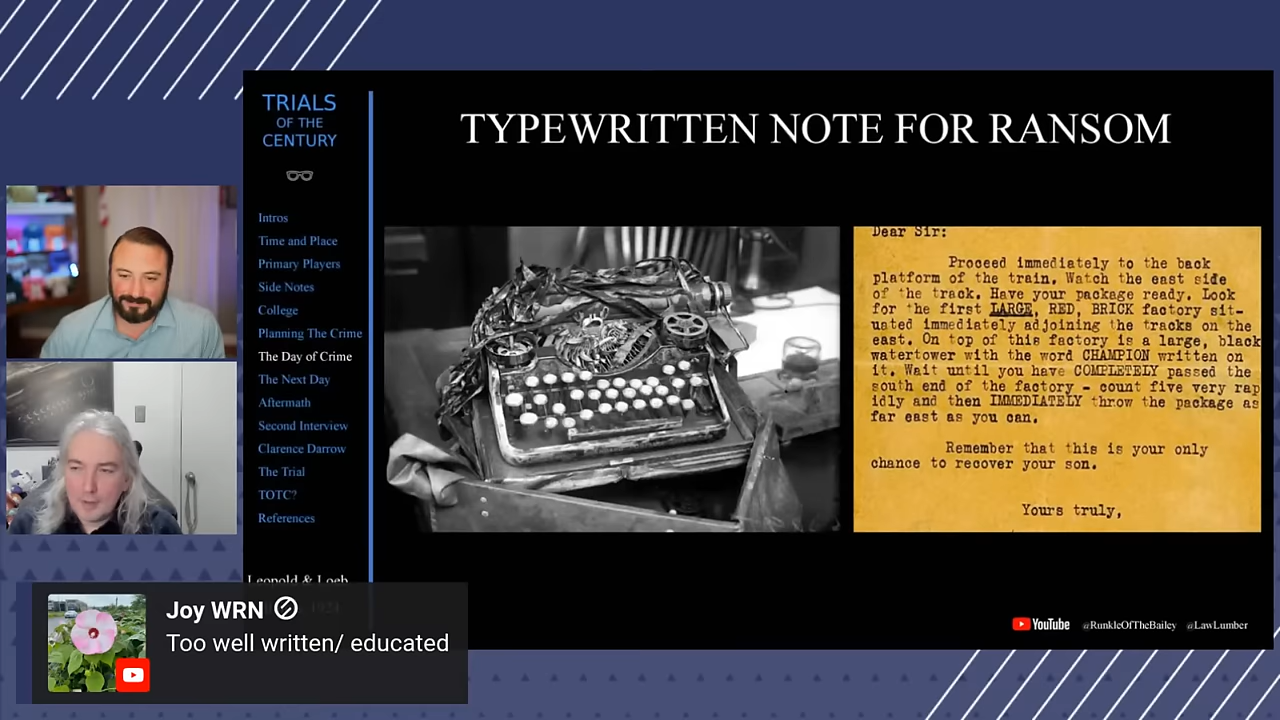 TRIALS
OF THE
CENTURY
Intros
Time and Place
Primary Players
Side Notes
College
Planning The Crime
The Day of Crime
The Next Day
Aftermath
Second Interview
Clarence Darrow
The Trial
TOTC?
References
Leopold & Loeb
TYPEWRITTEN NOTE FOR RANSOM
Dear Sir:
Proceed immediately to the back
platform of the train. Watch the east side
of the track. Have your package ready. Look
for the first LARGE, RED, BRICK factory sit-
uated immediately adjoining the tracks on the
east. On top of this factory is a large, black
watertower with the word CHAMPION written on
it. Wait until you have COMPLETELY passed the
south end of the factory - count five very rap
idly and then IMMEDIATELY throw the package as
far east as you can.
Remember that this is your only
chance to recover your son.
Yours truly,
YouTube @RunkleOfTheBailey @LawLumber
Joy WRN
Too well written/ educated